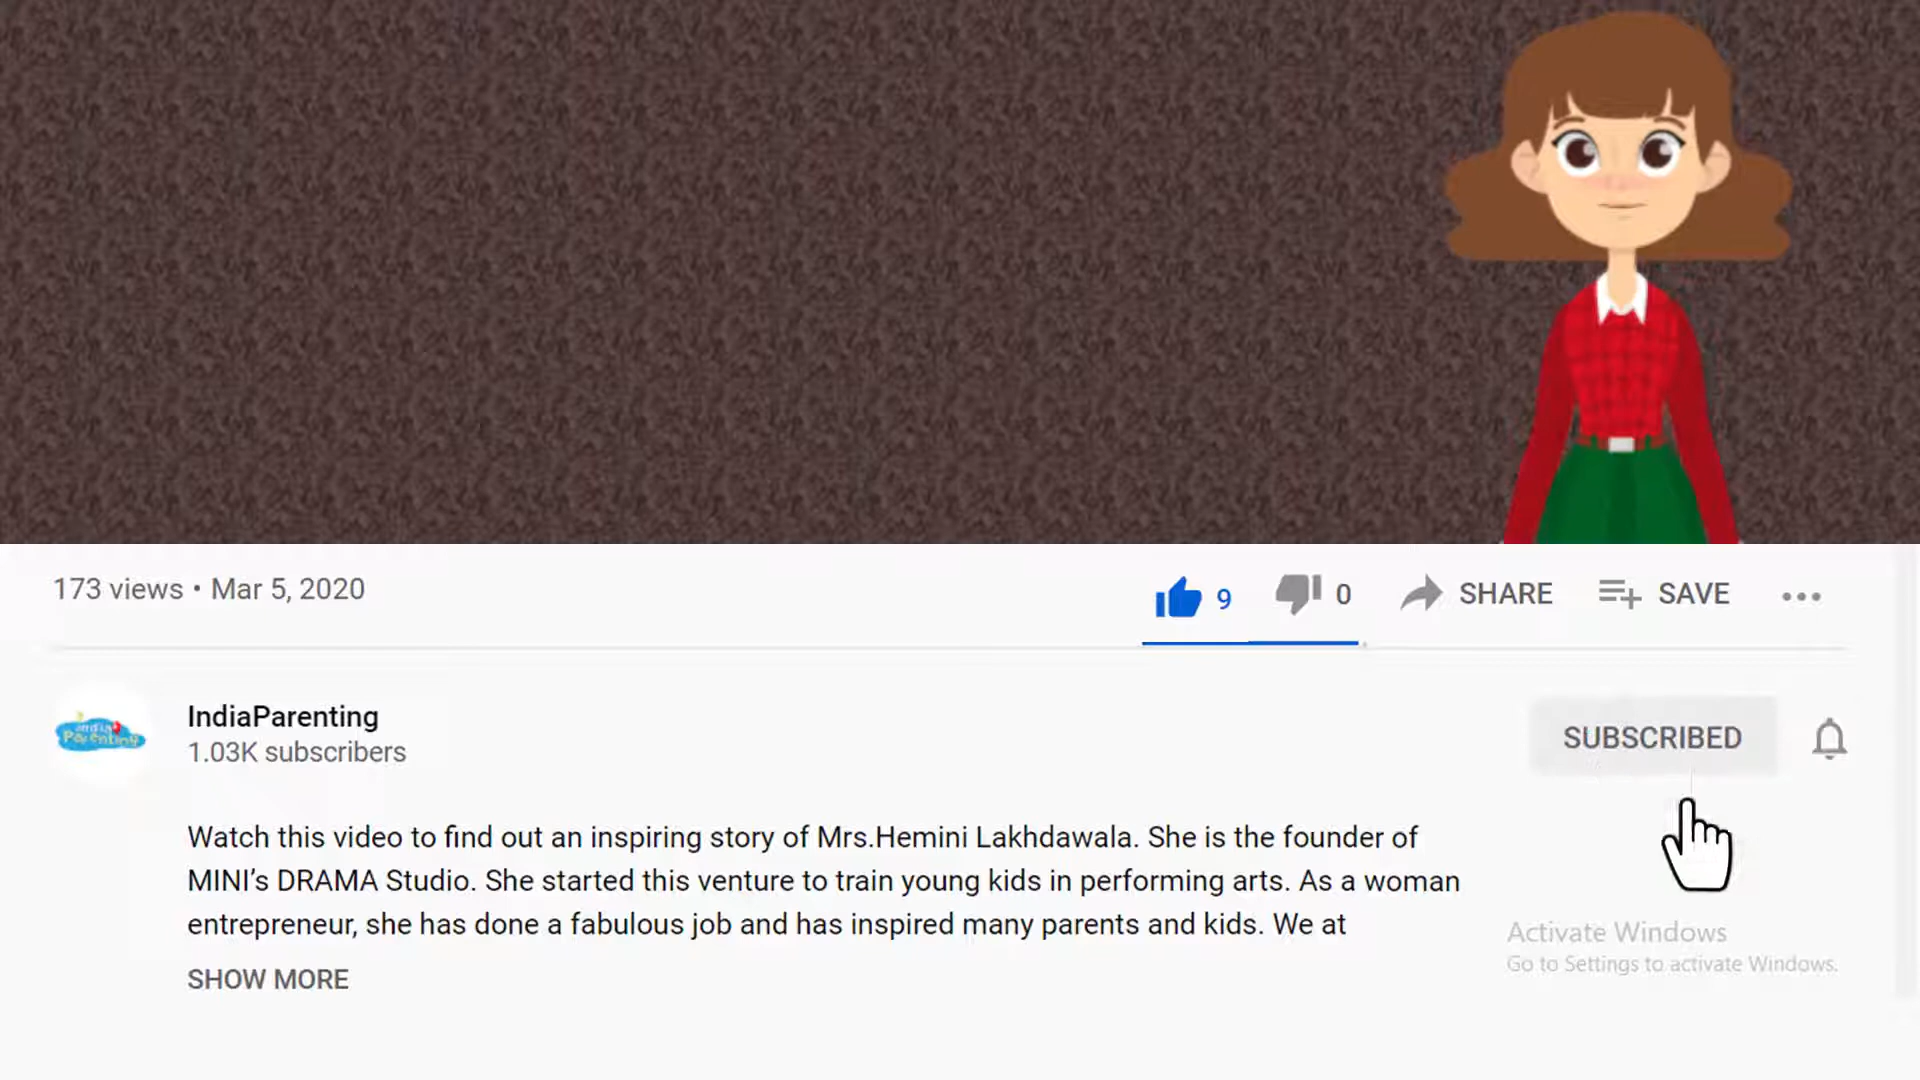 173 views • Mar 5, 2020
9
0
SHARE
SAVE
india
Parenting
IndiaParenting
1.03K subscribers
SUBSCRIBED
Watch this video to find out an inspiring story of Mrs.Hemini Lakhdawala. She is the founder of
MINI’s DRAMA Studio. She started this venture to train young kids in performing arts. As a woman
entrepreneur, she has done a fabulous job and has inspired many parents and kids. We at
SHOW MORE
Activate Windows
Go to Settings to activate Windows.